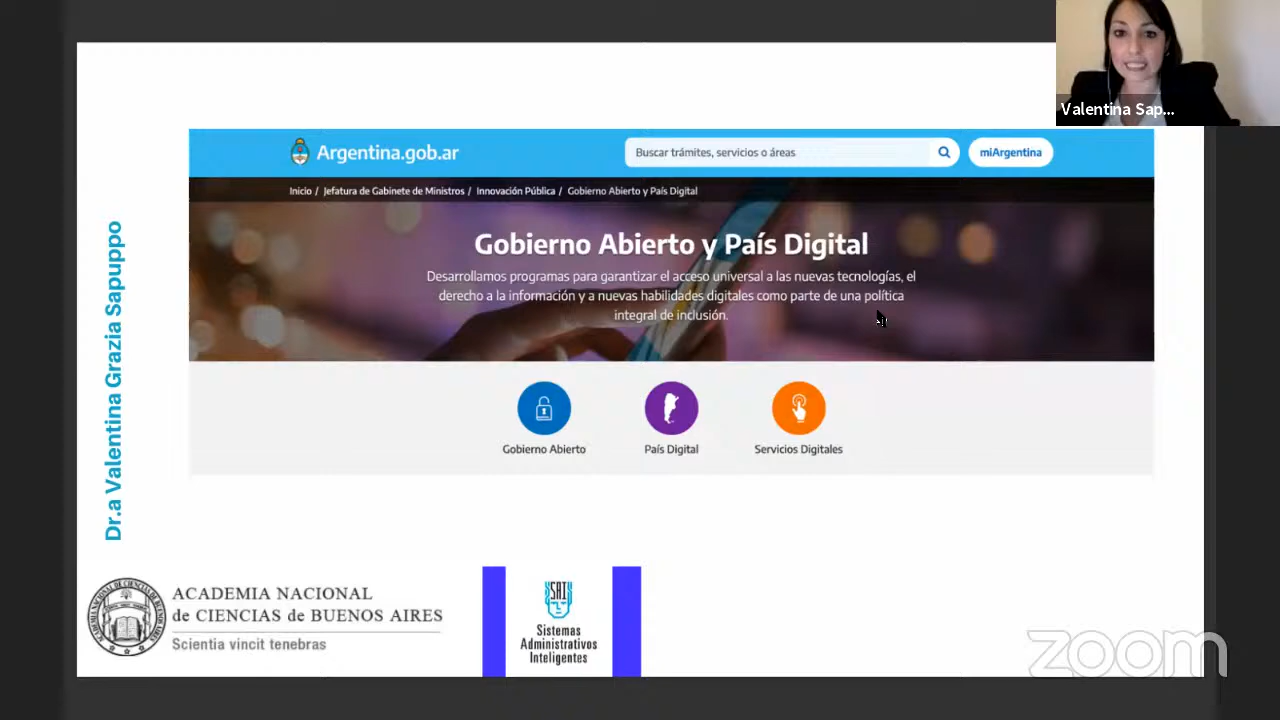 Valentina Sap...
Argentina.gob.ar
Buscar trámites, servicios o áreas
miArgentina
Inicio / Jefatura de Gabinete de Ministros / Innovación Pública / Gobierno Abierto y País Digital
Gobierno Abierto y País Digital
Desarrollamos programas para garantizar el acceso universal a las nuevas tecnologías, el
derecho a la información y a nuevas habilidades digitales como parte de una política
integral de inclusión.
Gobierno Abierto
País Digital
Servicios Digitales
Dr.a Valentina Grazia Sapuppo
ACADEMIA NACIONAL
de CIENCIAS de BUENOS AIRES
Scientia vincit tenebras
SAI
Sistemas
Administrativos
Inteligentes
zoom